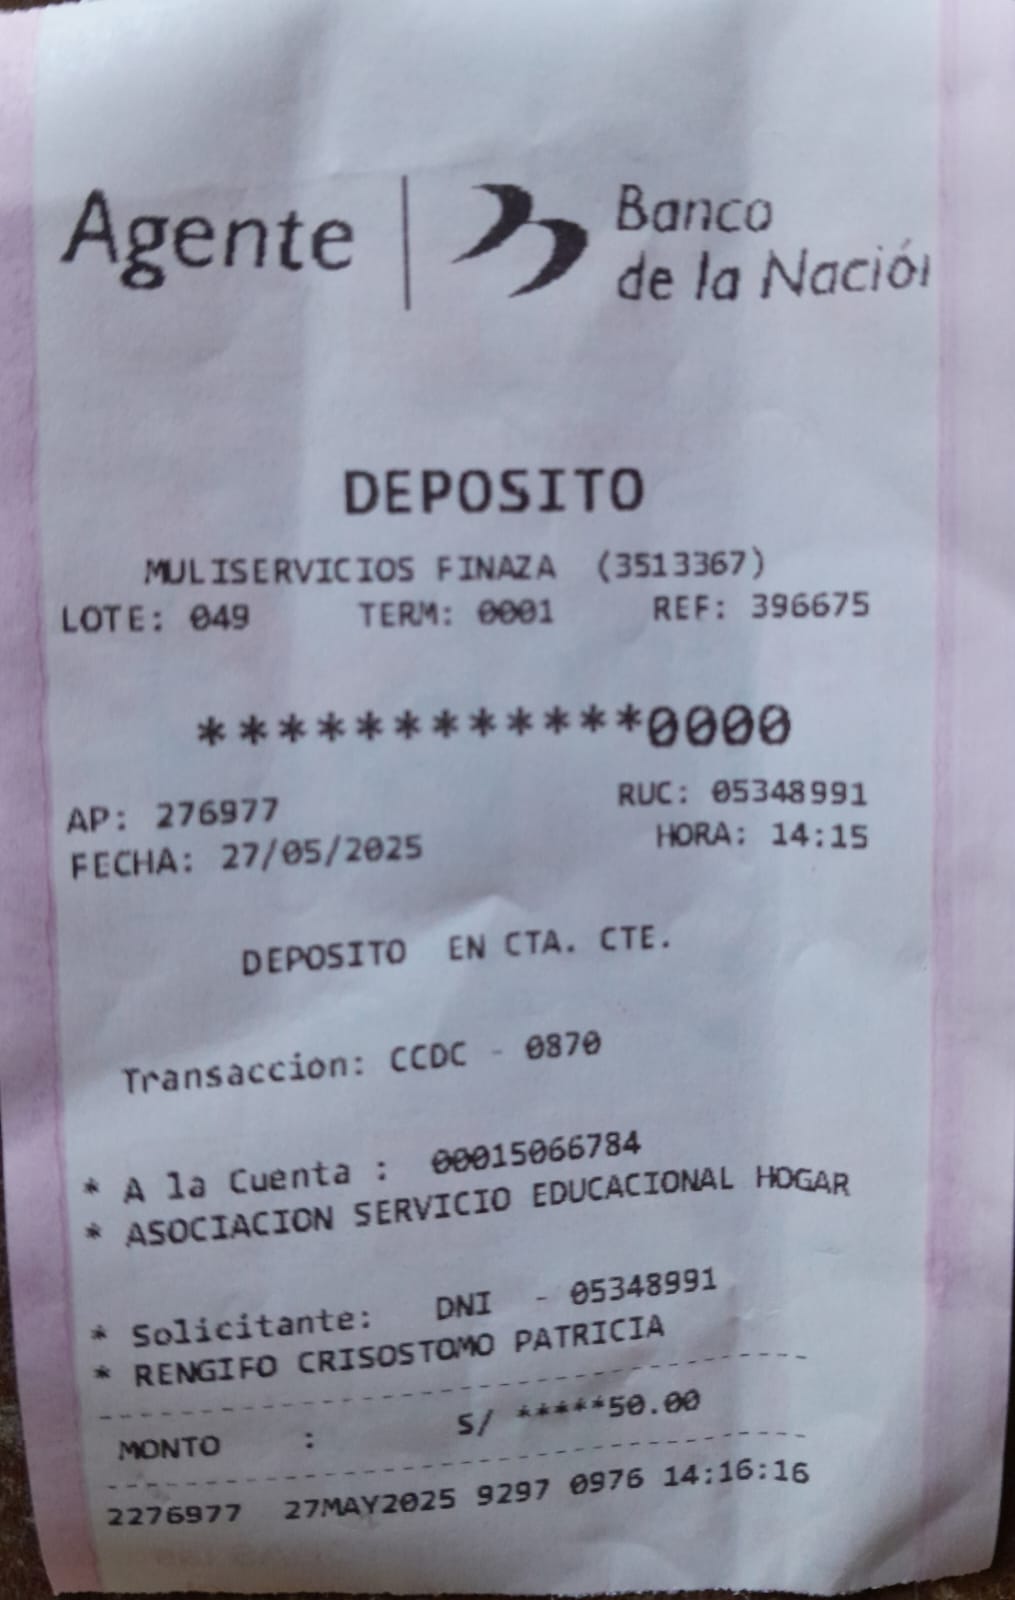 Agente | Banco
de la Nación
DEPOSITO
MULISERVICIOS FINAZA (3513367)
LOTE: 049 TERM: 0001 REF: 396675
************0000
AP: 276977 RUC: 05348991
FECHA: 27/05/2025 HORA: 14:15
DEPOSITO EN CTA. CTE.
Transaccion: CCDC - 0870
* A la Cuenta : 00015066784
* ASOCIACION SERVICIO EDUCACIONAL HOGAR
* Solicitante: DNI - 05348991
* RENGIFO CRISOSTOMO PATRICIA
MONTO : S/ *****50.00
2276977 27MAY2025 9297 0976 14:16:16